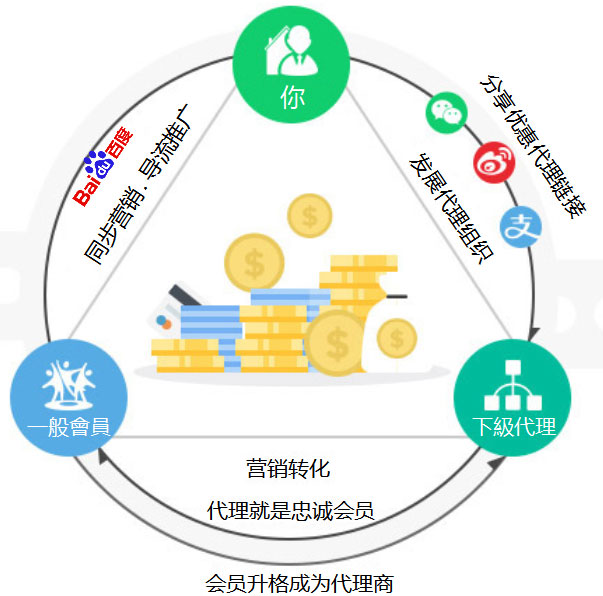 你
分享优惠代理链接
发展代理组织
Baidu百度
同步营销.导流推广
一般會員
下級代理
营销转化
代理就是忠诚会员
会员升格成为代理商